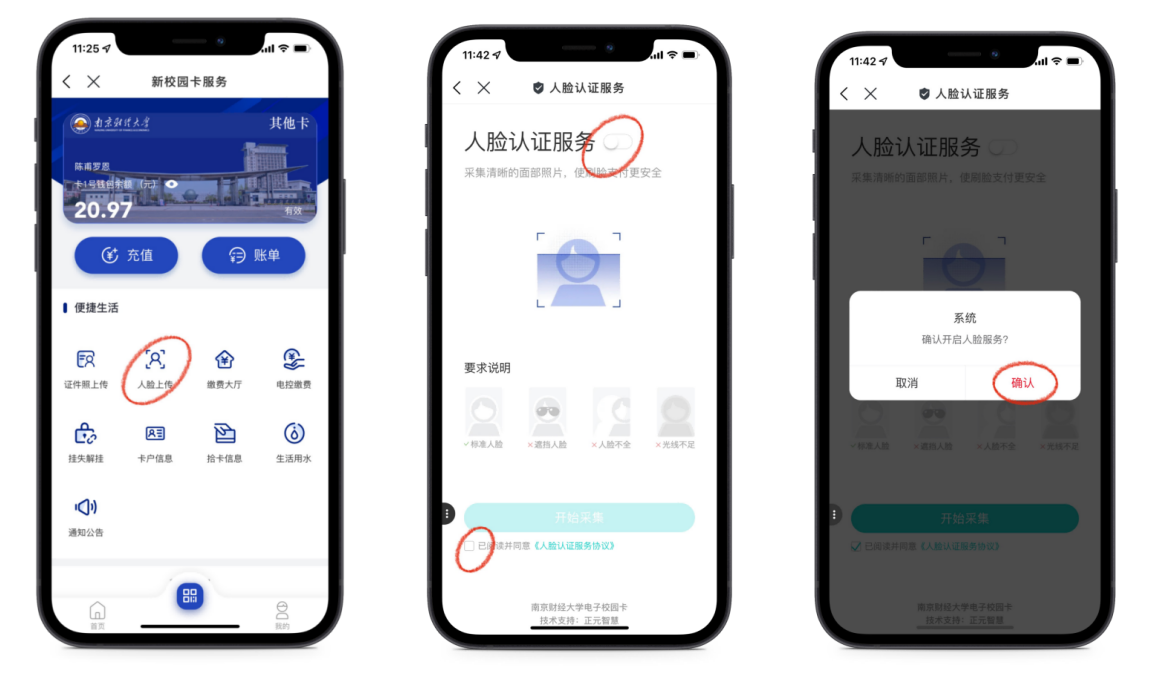 11:25
新校园卡服务
南京财经大学
其他卡
陈甫罗恩
卡1号钱包余额（元）
20.97
有效
充值
账单
便捷生活
证件照上传
人脸上传
缴费大厅
电控缴费
挂失解挂
卡户信息
拾卡信息
生活用水
通知公告
首页
我的
11:42
人脸认证服务
人脸认证服务
采集清晰的面部照片，使刷脸支付更安全
要求说明
✓标准人脸
×遮挡人脸
×人脸不全
×光线不足
开始采集
已阅读并同意《人脸认证服务协议》
南京财经大学电子校园卡
技术支持：正元智慧
11:42
人脸认证服务
人脸认证服务
采集清晰的面部照片，使刷脸支付更安全
系统
确认开启人脸服务?
取消
确认
✓标准人脸
×遮挡人脸
×人脸不全
×光线不足
开始采集
已阅读并同意《人脸认证服务协议》
南京财经大学电子校园卡
技术支持：正元智慧